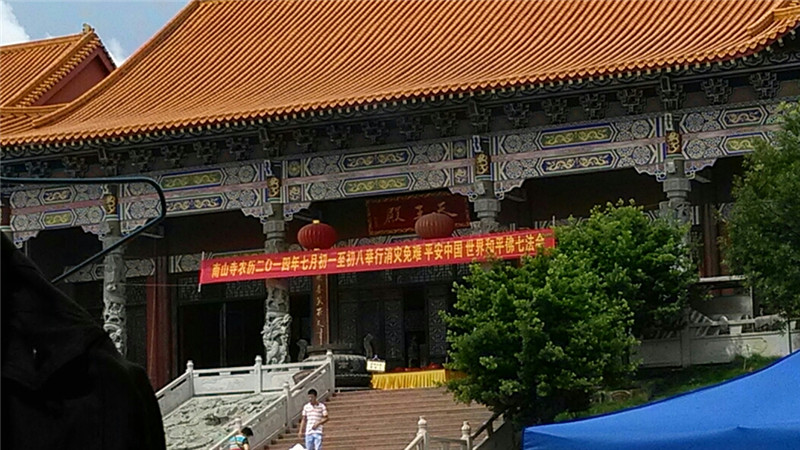 天王殿
南山寺农历二〇一四年七月初一至初八举行消灾免难 平安中国 世界和平佛七法会